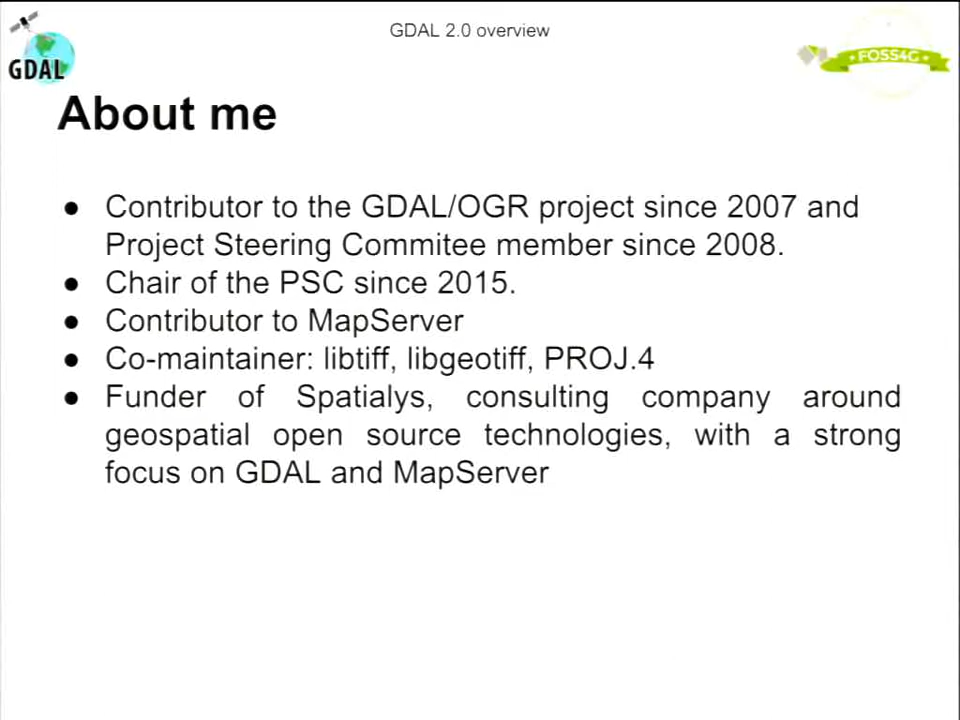 GDAL 2.0 overview
GDAL
FOSS4G
About me
● Contributor to the GDAL/OGR project since 2007 and
Project Steering Commitee member since 2008.
● Chair of the PSC since 2015.
● Contributor to MapServer
● Co-maintainer: libtiff, libgeotiff, PROJ.4
● Funder of Spatialys, consulting company around
geospatial open source technologies, with a strong
focus on GDAL and MapServer